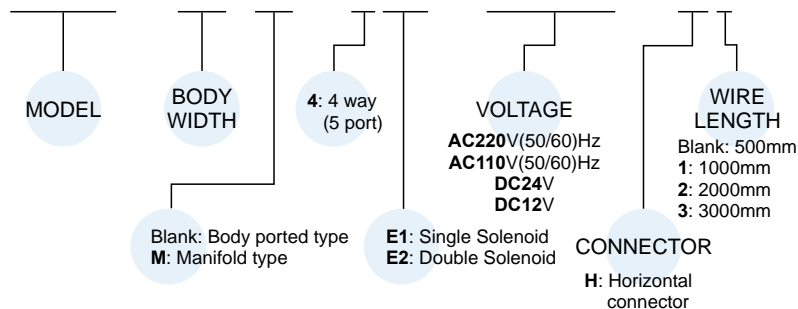 MODEL
BODY
WIDTH
4: 4 way
(5 port)
VOLTAGE
AC220V(50/60)Hz
AC110V(50/60)Hz
DC24V
DC12V
WIRE
LENGTH
Blank: 500mm
1: 1000mm
2: 2000mm
3: 3000mm
Blank: Body ported type
M: Manifold type
E1: Single Solenoid
E2: Double Solenoid
CONNECTOR
H: Horizontal
connector